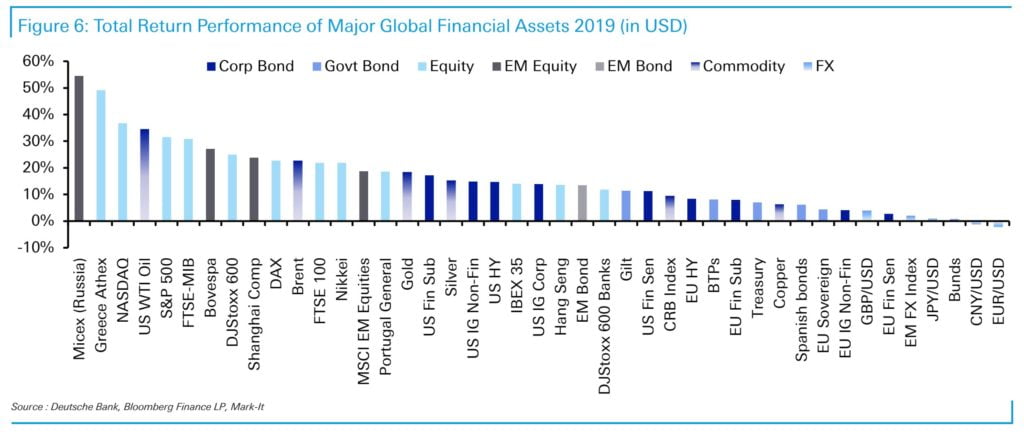 Figure 6: Total Return Performance of Major Global Financial Assets 2019 (in USD)
60%
50%
40%
30%
20%
10%
0%
-10%
Corp Bond
Govt Bond
Equity
EM Equity
EM Bond
Commodity
FX
Micex (Russia)
Greece Athex
NASDAQ
US WTI Oil
S&P 500
FTSE-MIB
Bovespa
DJStoxx 600
Shanghai Comp
DAX
Brent
FTSE 100
Nikkei
MSCI EM Equities
Portugal General
Gold
US Fin Sub
Silver
US IG Non-Fin
US HY
IBEX 35
US IG Corp
Hang Seng
EM Bond
DJStoxx 600 Banks
Gilt
US Fin Sen
CRB Index
EU HY
BTPs
EU Fin Sub
Treasury
Copper
Spanish bonds
EU Sovereign
EU IG Non-Fin
GBP/USD
EU Fin Sen
EM FX Index
JPY/USD
Bunds
CNY/USD
EUR/USD
Source : Deutsche Bank, Bloomberg Finance LP, Mark-It